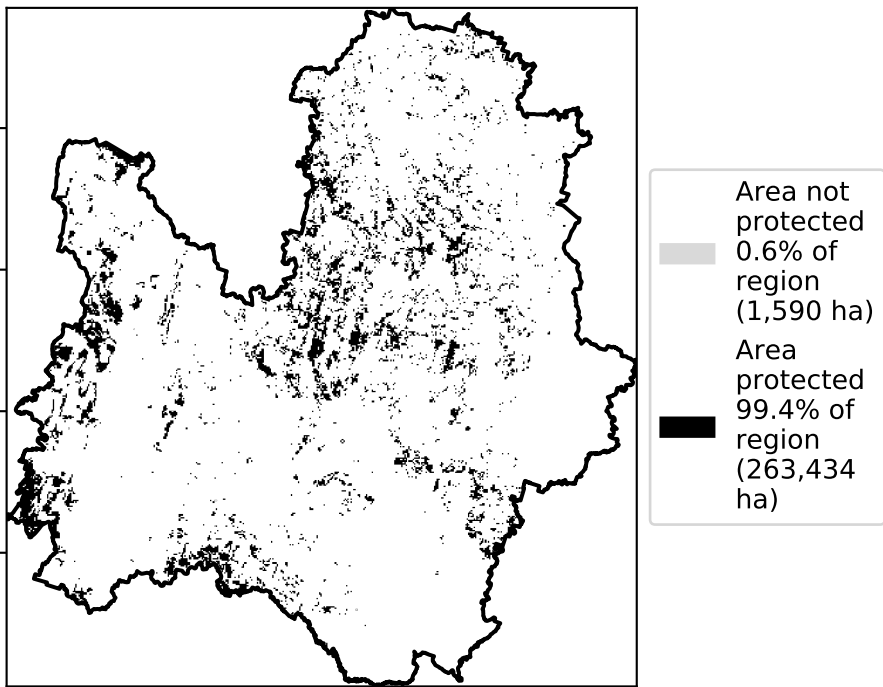 Area not
protected
0.6% of
region
(1,590 ha)
Area
protected
99.4% of
region
(263,434
ha)